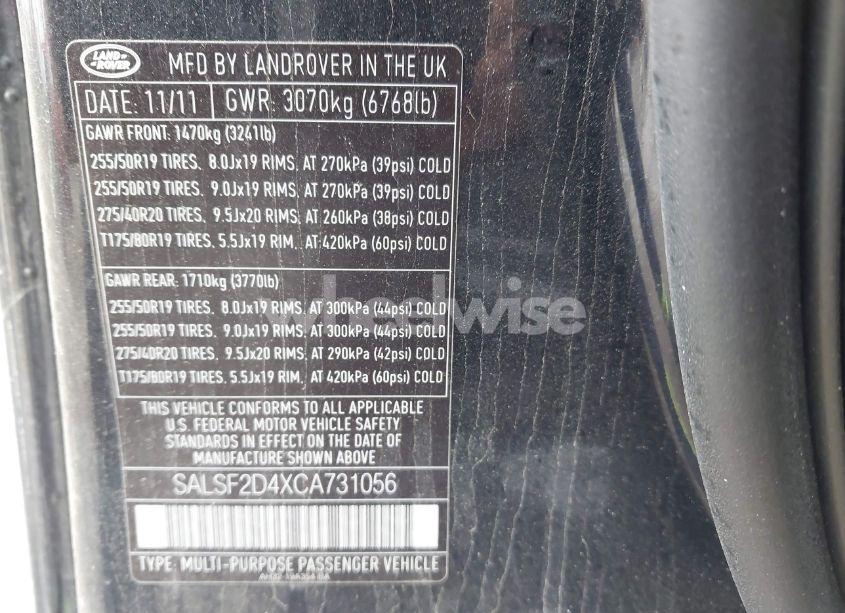 LAND ROVER
MFD BY LANDROVER IN THE UK
DATE: 11/11 GWR: 3070kg (6768lb)
GAWR FRONT: 1470kg (3241lb)
255/50R19 TIRES, 8.0Jx19 RIMS, AT 270kPa (39psi) COLD
255/50R19 TIRES, 9.0Jx19 RIMS, AT 270kPa (39psi) COLD
275/40R20 TIRES, 9.5Jx20 RIMS, AT 260kPa (38psi) COLD
T175/80R19 TIRES, 5.5Jx19 RIM, AT 420kPa (60psi) COLD
GAWR REAR: 1710kg (3770lb)
255/50R19 TIRES, 8.0Jx19 RIMS, AT 300kPa (44psi) COLD
255/50R19 TIRES, 9.0Jx19 RIMS, AT 300kPa (44psi) COLD
275/40R20 TIRES, 9.5Jx20 RIMS, AT 290kPa (42psi) COLD
T175/80R19 TIRES, 5.5Jx19 RIM, AT 420kPa (60psi) COLD
wheelwise
THIS VEHICLE CONFORMS TO ALL APPLICABLE
U.S. FEDERAL MOTOR VEHICLE SAFETY
STANDARDS IN EFFECT ON THE DATE OF
MANUFACTURE SHOWN ABOVE
SALSF2D4XCA731056
TYPE: MULTI-PURPOSE PASSENGER VEHICLE